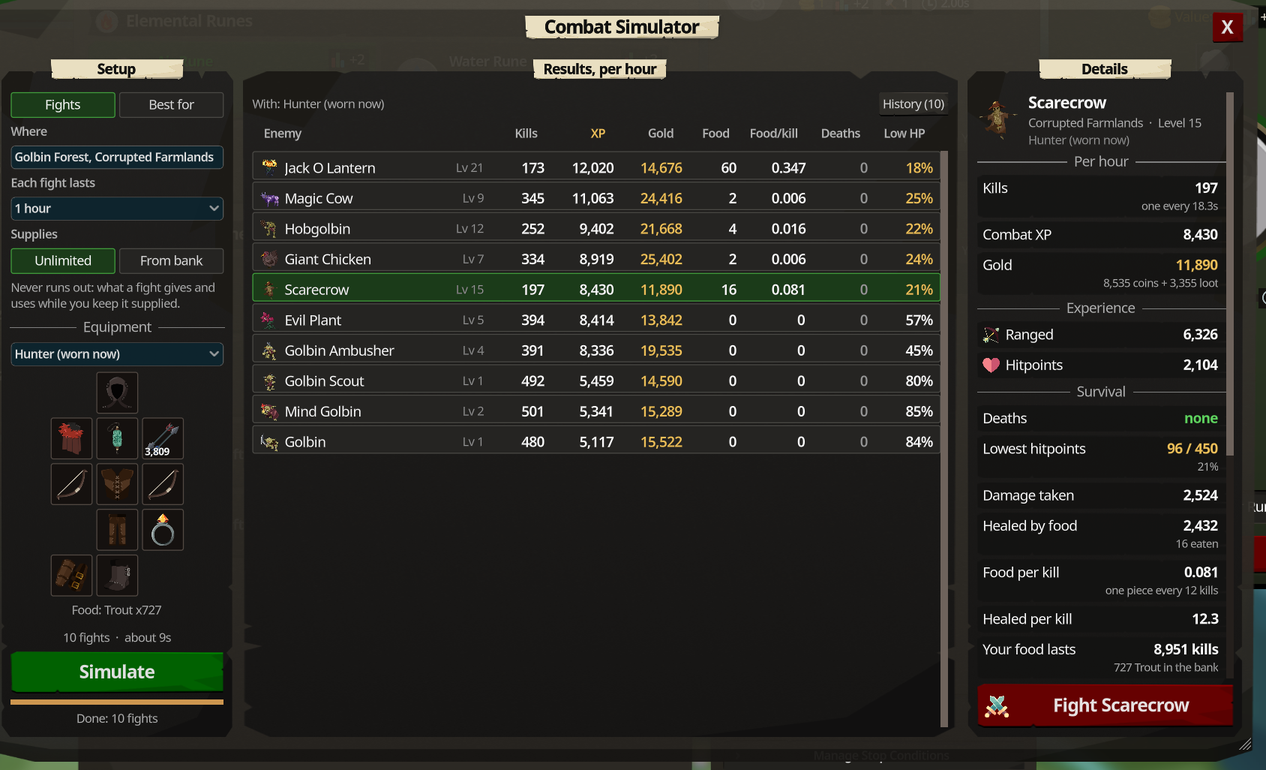 Elemental Runes
Combat Simulator
X
Water Rune
+2
Setup
Fights
Best for
Where
Golbin Forest, Corrupted Farmlands
Each fight lasts
1 hour
Supplies
Unlimited
From bank
Never runs out: what a fight gives and
uses while you keep it supplied.
Equipment
Hunter (worn now)
3,809
Food: Trout x727
10 fights · about 9s
Simulate
Done: 10 fights
Results, per hour
With: Hunter (worn now)
History (10)
Enemy Kills XP Gold Food Food/kill Deaths Low HP
Jack O Lantern Lv 21 173 12,020 14,676 60 0.347 0 18%
Magic Cow Lv 9 345 11,063 24,416 2 0.006 0 25%
Hobgolbin Lv 12 252 9,402 21,668 4 0.016 0 22%
Giant Chicken Lv 7 334 8,919 25,402 2 0.006 0 24%
Scarecrow Lv 15 197 8,430 11,890 16 0.081 0 21%
Evil Plant Lv 5 394 8,414 13,842 0 0 0 57%
Golbin Ambusher Lv 4 391 8,336 19,535 0 0 0 45%
Golbin Scout Lv 1 492 5,459 14,590 0 0 0 80%
Mind Golbin Lv 2 501 5,341 15,289 0 0 0 85%
Golbin Lv 1 480 5,117 15,522 0 0 0 84%
Details
Scarecrow
Corrupted Farmlands · Level 15
Hunter (worn now)
Per hour
Kills 197
one every 18.3s
Combat XP 8,430
Gold 11,890
8,535 coins + 3,355 loot
Experience
Ranged 6,326
Hitpoints 2,104
Survival
Deaths none
Lowest hitpoints 96 / 450
21%
Damage taken 2,524
Healed by food 2,432
16 eaten
Food per kill 0.081
one piece every 12 kills
Healed per kill 12.3
Your food lasts 8,951 kills
727 Trout in the bank
Fight Scarecrow
Manage Stop Conditions